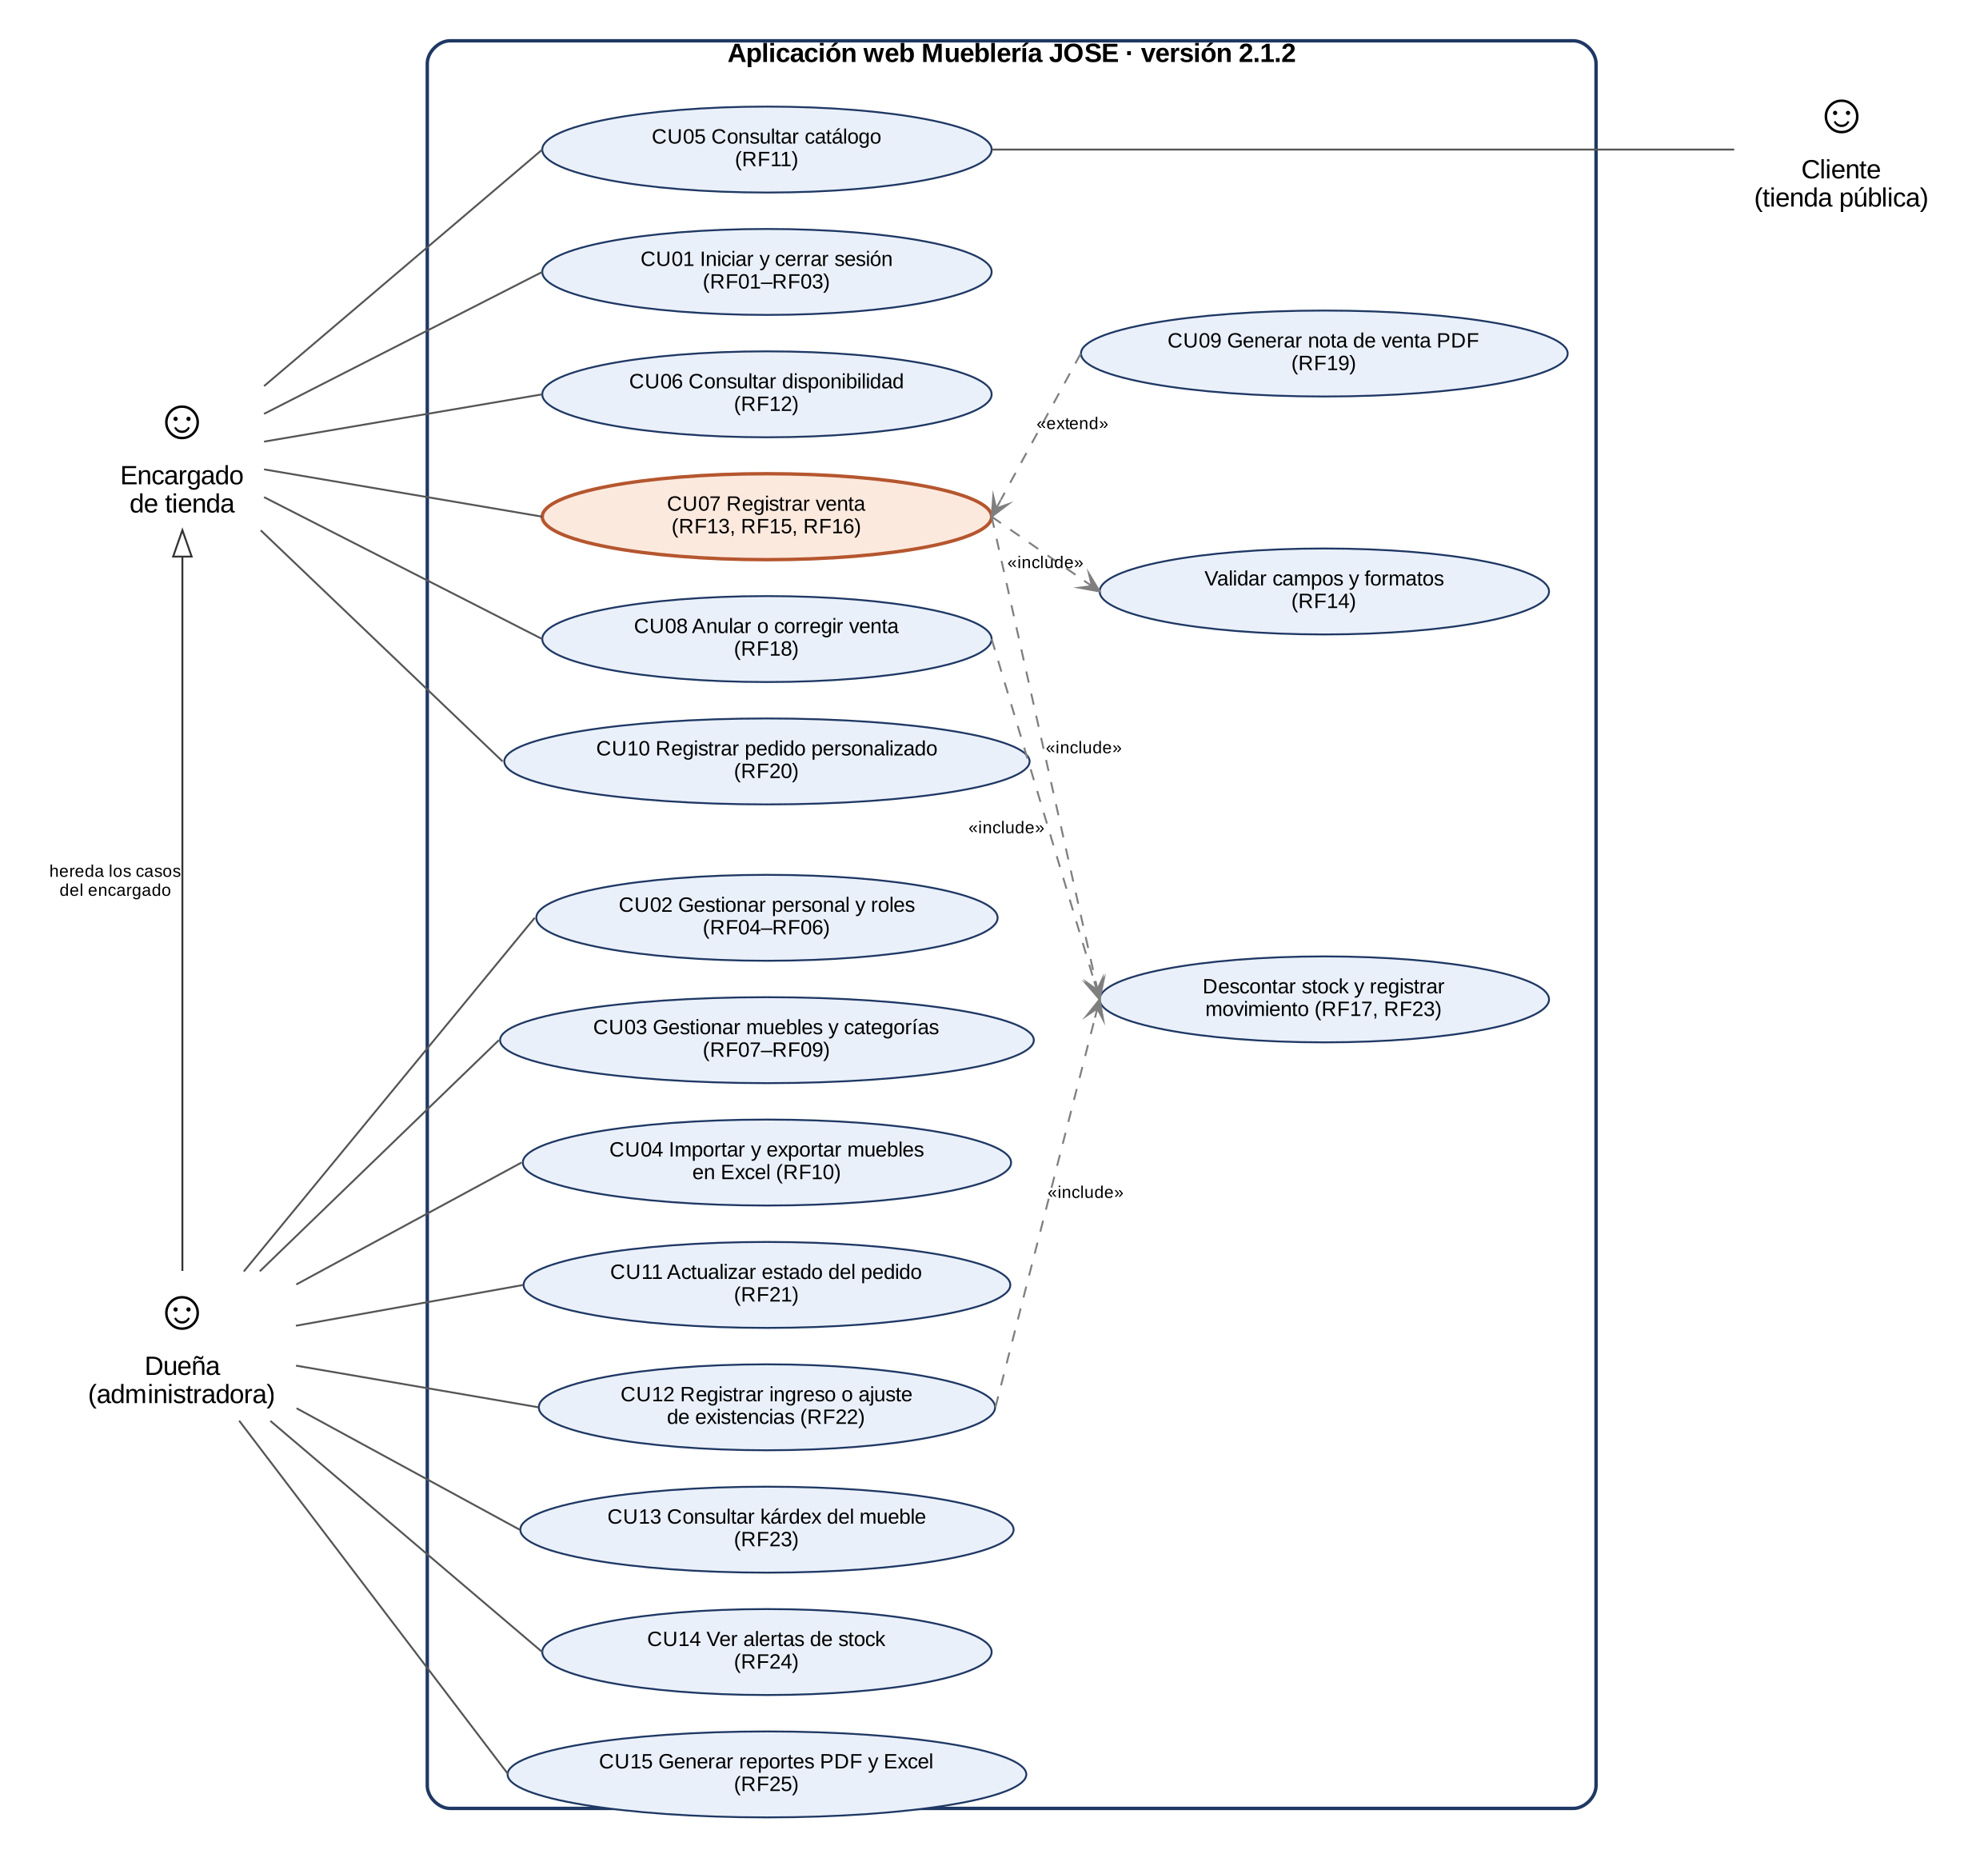 Aplicación web Mueblería JOSE · versión 2.1.2
CU05 Consultar catálogo
(RF11)
Cliente
(tienda pública)
CU01 Iniciar y cerrar sesión
(RF01–RF03)
CU09 Generar nota de venta PDF
(RF19)
CU06 Consultar disponibilidad
(RF12)
«extend»
Encargado
de tienda
CU07 Registrar venta
(RF13, RF15, RF16)
«include»
Validar campos y formatos
(RF14)
CU08 Anular o corregir venta
(RF18)
«include»
CU10 Registrar pedido personalizado
(RF20)
«include»
hereda los casos
del encargado
CU02 Gestionar personal y roles
(RF04–RF06)
Descontar stock y registrar
movimiento (RF17, RF23)
CU03 Gestionar muebles y categorías
(RF07–RF09)
CU04 Importar y exportar muebles
en Excel (RF10)
«include»
CU11 Actualizar estado del pedido
(RF21)
Dueña
(administradora)
CU12 Registrar ingreso o ajuste
de existencias (RF22)
CU13 Consultar kárdex del mueble
(RF23)
CU14 Ver alertas de stock
(RF24)
CU15 Generar reportes PDF y Excel
(RF25)